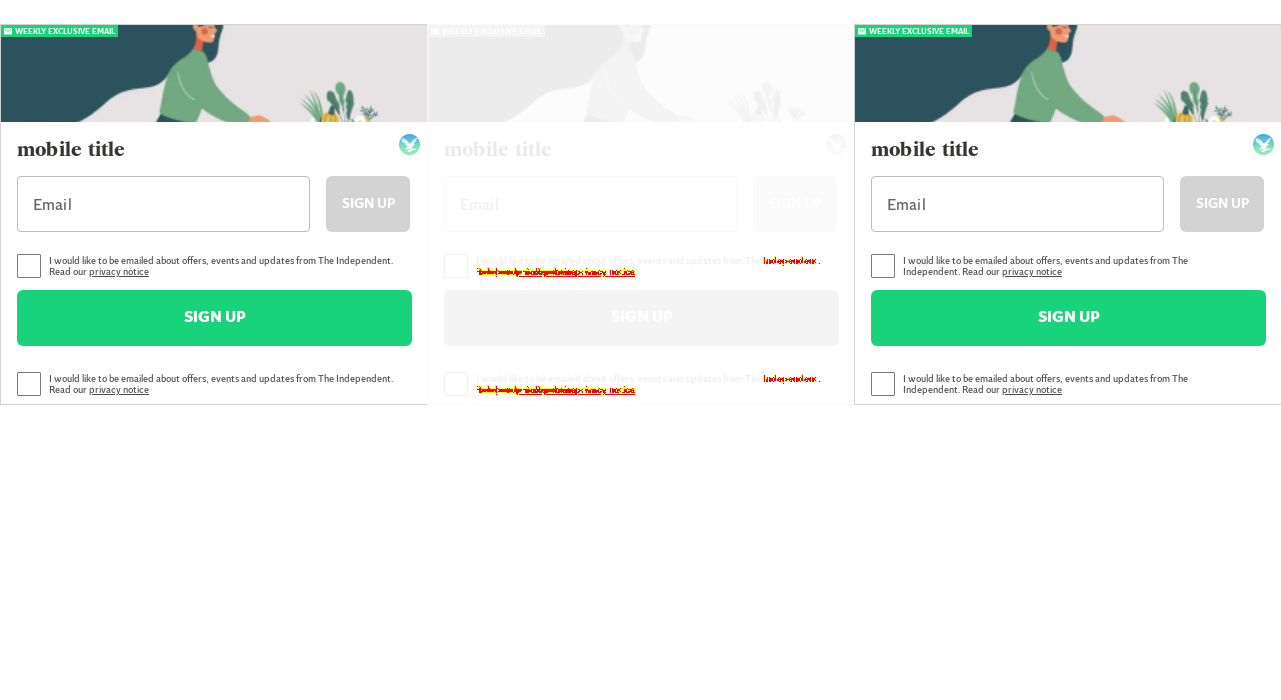 WEEKLY EXCLUSIVE EMAIL
mobile title
Email
SIGN UP
I would like to be emailed about offers, events and updates from The Independent.
Read our privacy notice
SIGN UP
I would like to be emailed about offers, events and updates from The Independent.
Read our privacy notice
WEEKLY EXCLUSIVE EMAIL
mobile title
Email
SIGN UP
I would like to be emailed about offers, events and updates from The
privacy notice
SIGN UP
I would like to be emailed about offers, events and updates from The
privacy notice
WEEKLY EXCLUSIVE EMAIL
mobile title
Email
SIGN UP
I would like to be emailed about offers, events and updates from The
Independent. Read our privacy notice
SIGN UP
I would like to be emailed about offers, events and updates from The
Independent. Read our privacy notice